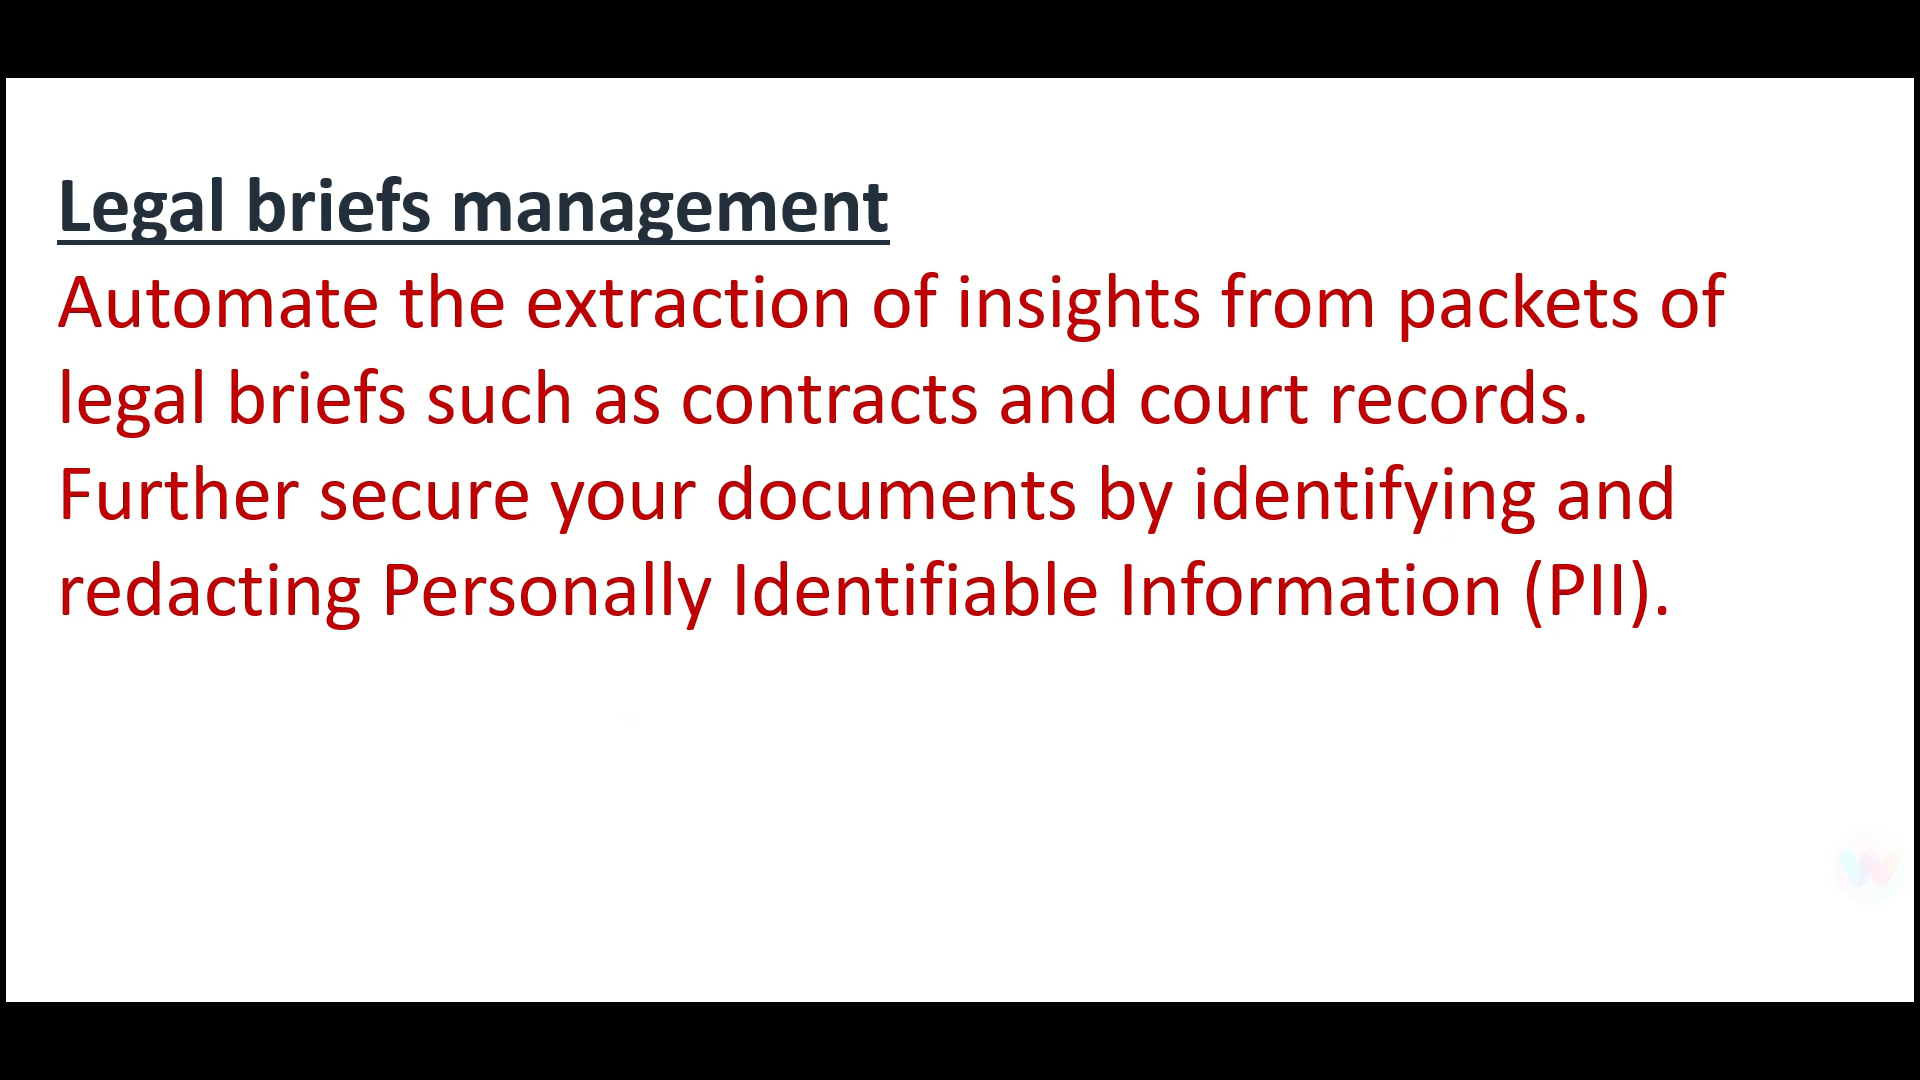 Legal briefs management
Automate the extraction of insights from packets of
legal briefs such as contracts and court records.
Further secure your documents by identifying and
redacting Personally Identifiable Information (PII).